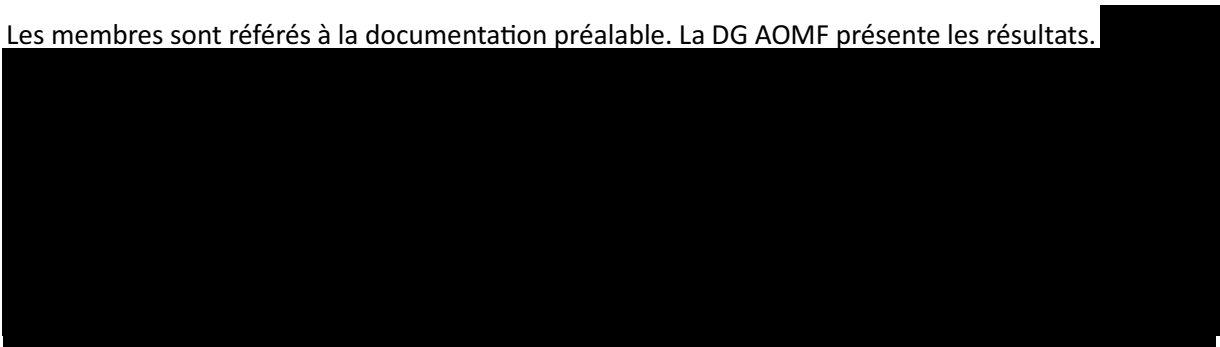 Les membres sont référés à la documentation préalable. La DG AOMF présente les résultats.